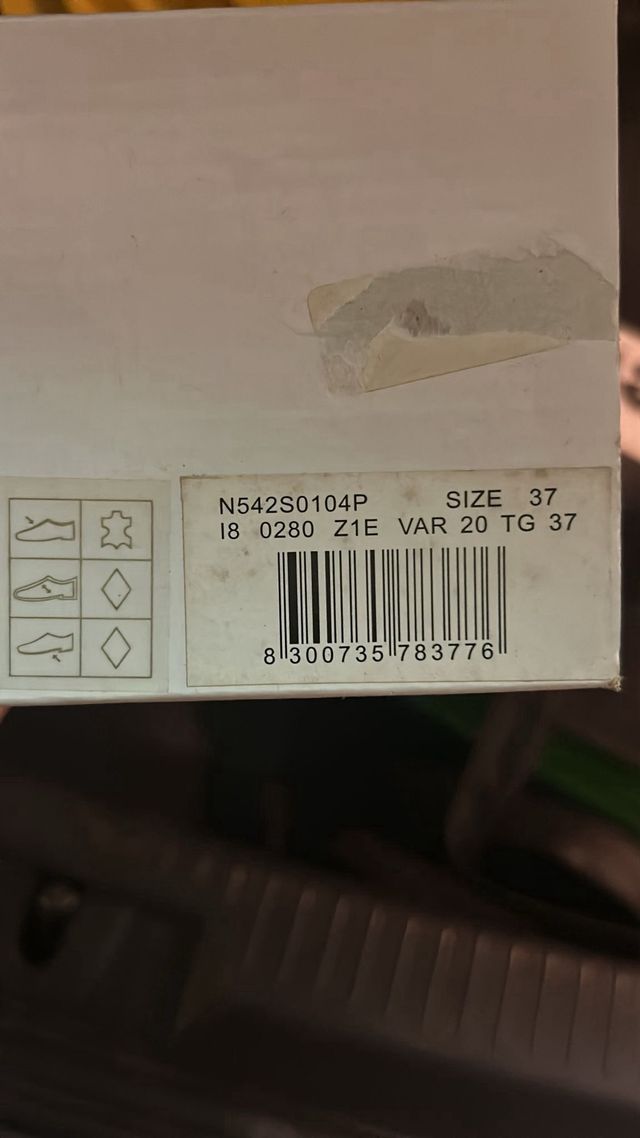 N542S0104P SIZE 37
I8 0280 Z1E VAR 20 TG 37
8 300735 783776